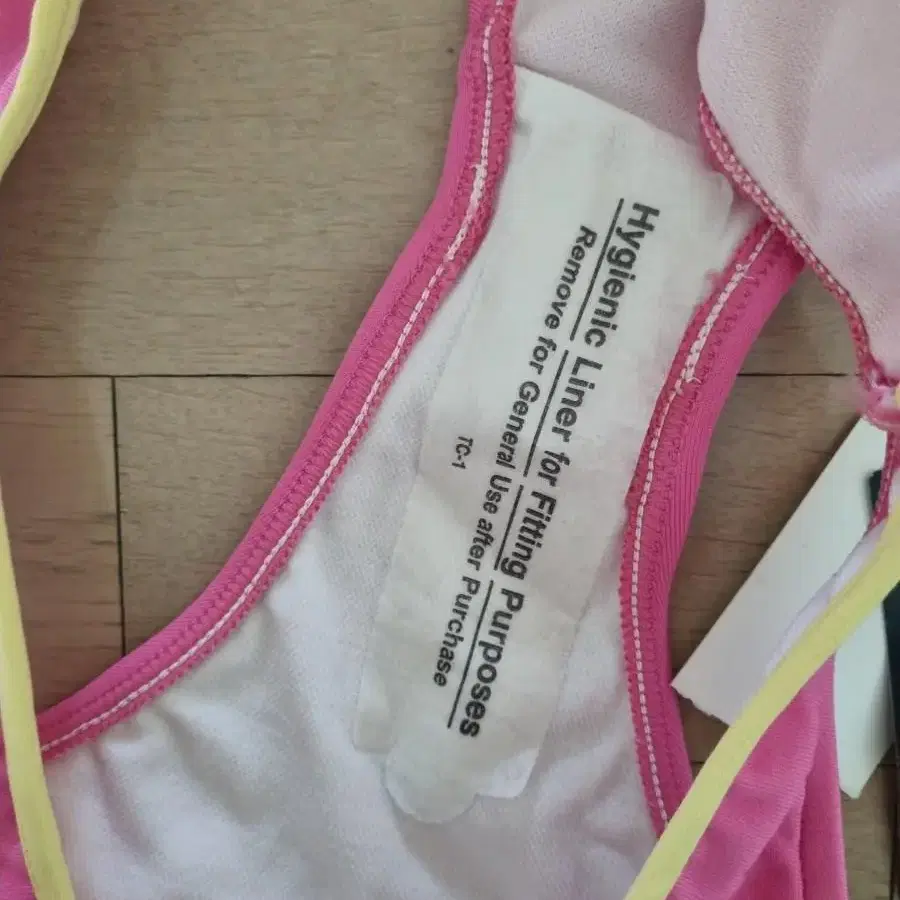 Hygienic Liner for Fitting Purposes
Remove for General Use after Purchase
TC-1